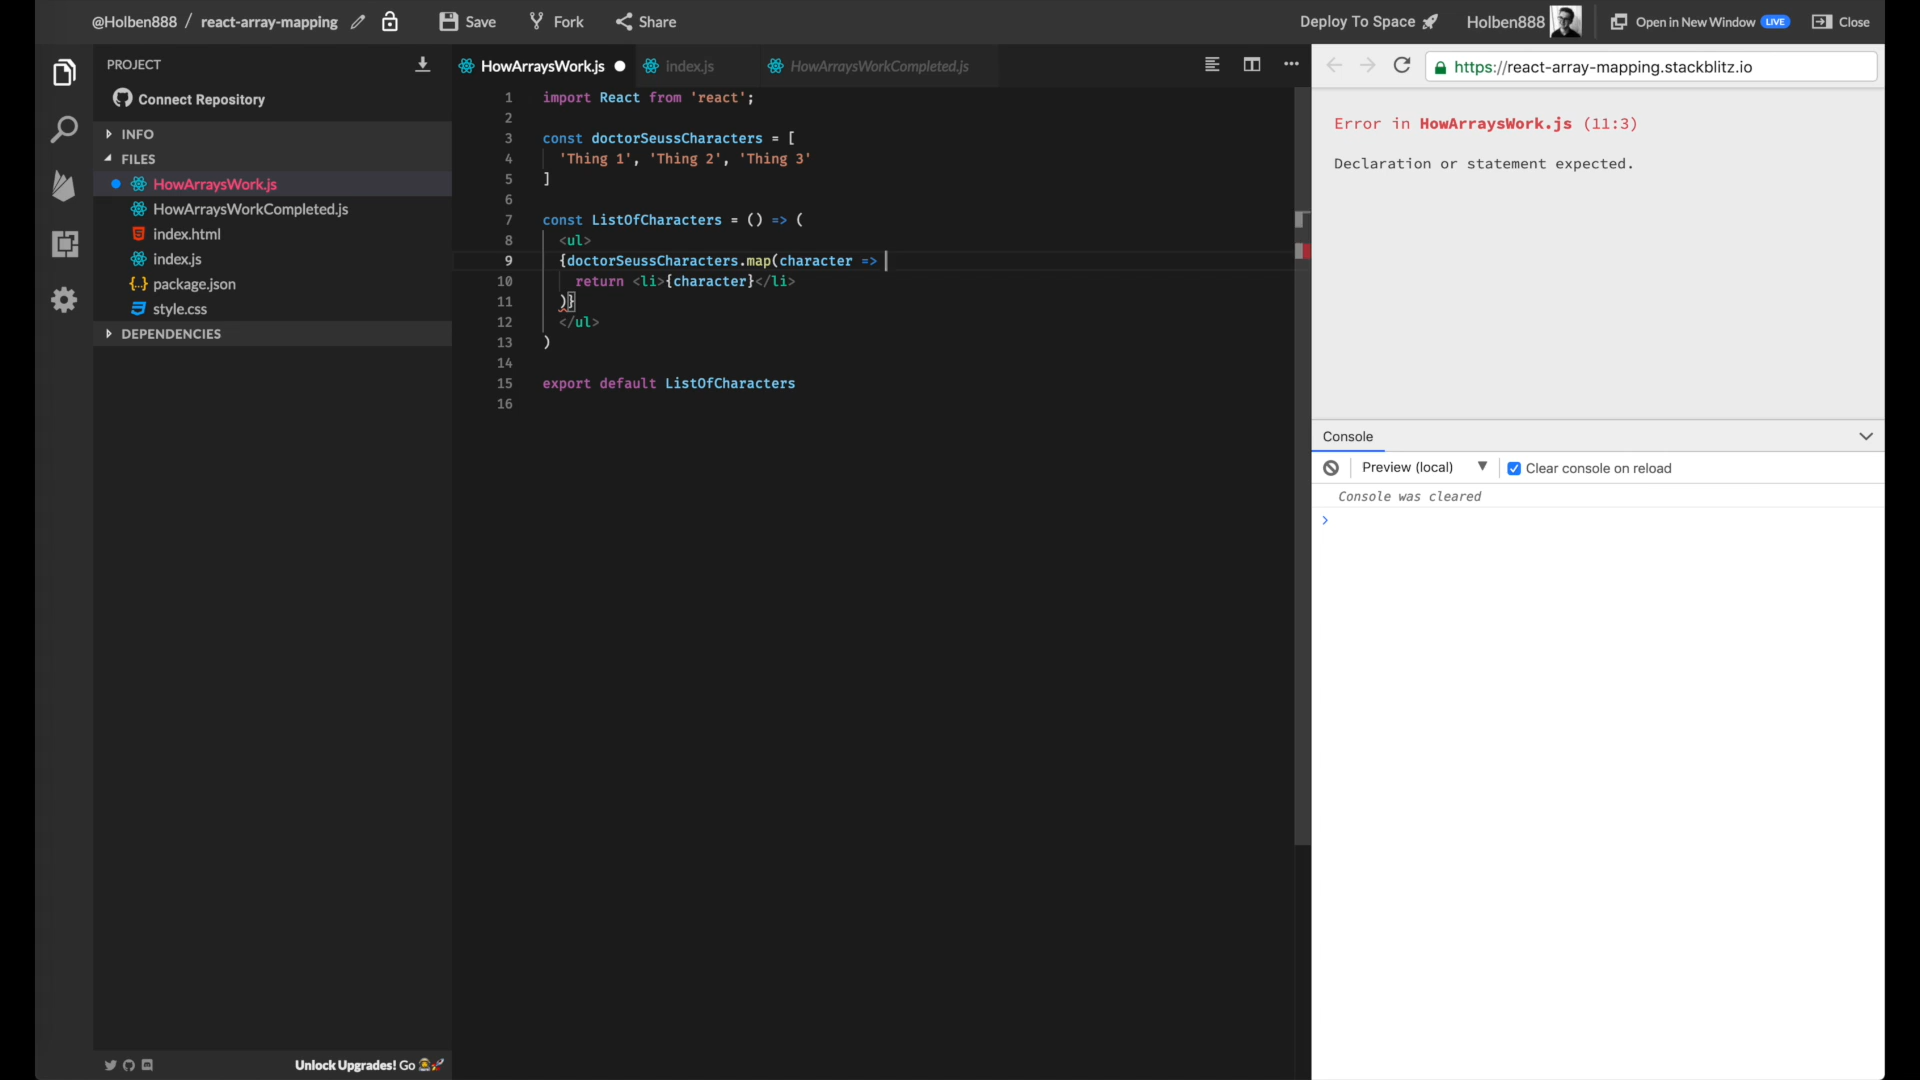 @Holben888 / react-array-mapping Save Fork Share Deploy To Space Holben888 Open in New Window LIVE Close
PROJECT
Connect Repository
INFO
FILES
HowArraysWork.js
HowArraysWorkCompleted.js
index.html
index.js
{..} package.json
style.css
DEPENDENCIES
Unlock Upgrades! Go
HowArraysWork.js index.js HowArraysWorkCompleted.js
1 import React from 'react';
2
3 const doctorSeussCharacters = [
4 'Thing 1', 'Thing 2', 'Thing 3'
5 ]
6
7 const ListOfCharacters = () => (
8 <ul>
9 {doctorSeussCharacters.map(character =>
10 return <li>{character}</li>
11 )}
12 </ul>
13 )
14
15 export default ListOfCharacters
16
https://react-array-mapping.stackblitz.io
Error in HowArraysWork.js (11:3)
Declaration or statement expected.
Console
Preview (local) ▼ Clear console on reload
Console was cleared
>